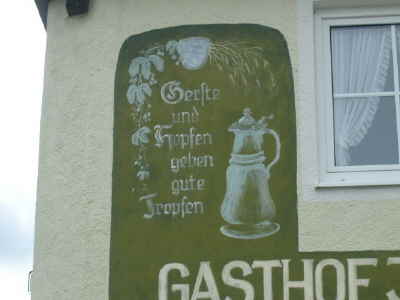 Gerste
und
Hopfen
geben
gute
Tropfen
GASTHOF